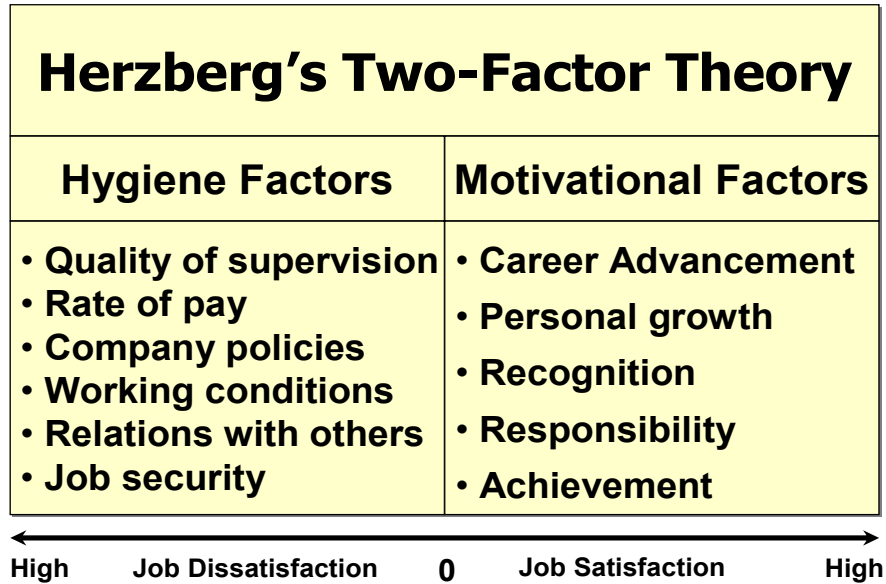 Herzberg's Two-Factor Theory
Hygiene Factors
Motivational Factors
• Quality of supervision
• Rate of pay
• Company policies
• Working conditions
• Relations with others
• Job security
• Career Advancement
• Personal growth
• Recognition
• Responsibility
• Achievement
High Job Dissatisfaction 0 Job Satisfaction High